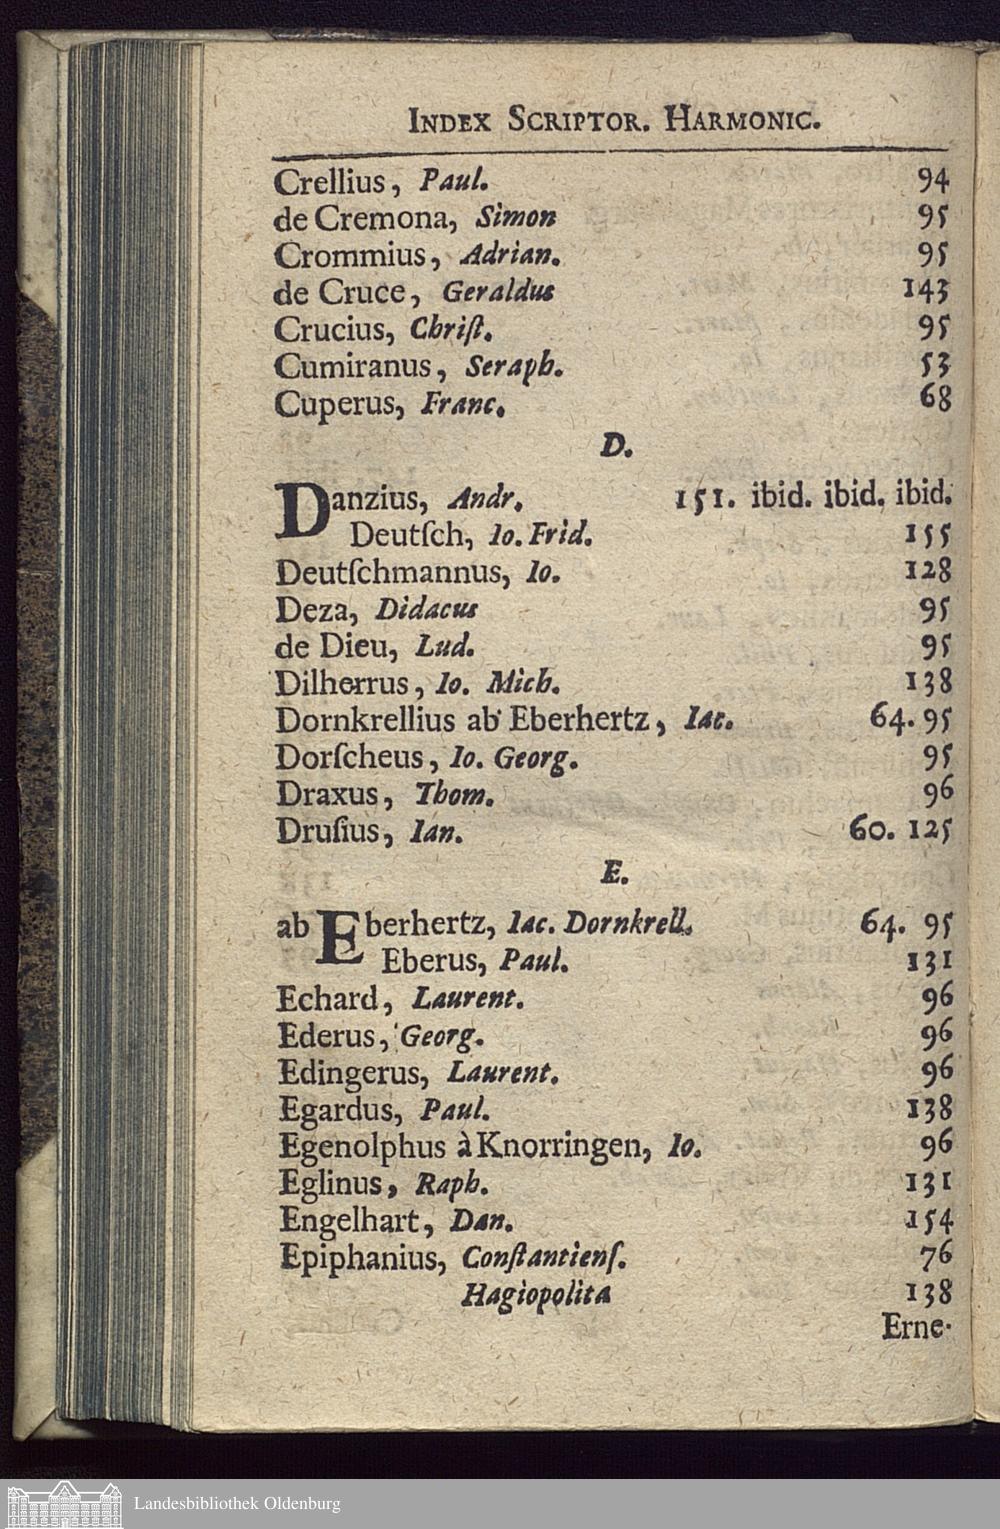 INDEX SCRIPTOR. HARMONIC.
Crellius, Paul. 94
de Cremona, Simon 95
Crommius, Adrian. 95
de Cruce, Geraldus 143
Crucius, Chriſt. 95
Cumiranus, Seraph. 53
Cuperus, Franc. 68
D.
Danzius, Andr. 151. ibid. ibid. ibid.
Deutſch, Io. Frid. 155
Deutſchmannus, Io. 128
Deza, Didacus 95
de Dieu, Lud. 95
Dilherrus, Io. Mich. 138
Dornkrellius ab Eberhertz, Iac. 64. 95
Dorſcheus, Io. Georg. 95
Draxus, Thom. 96
Druſius, Ian. 60. 125
E.
ab Eberhertz, Iac. Dornkrell. 64. 95
Eberus, Paul. 131
Echard, Laurent. 96
Ederus, Georg. 96
Edingerus, Laurent. 96
Egardus, Paul. 138
Egenolphus à Knorringen, Io. 96
Eglinus, Raph. 131
Engelhart, Dan. 154
Epiphanius, Conſtantienſ. 76
Hagiopolita 138
Erne-
Landesbibliothek Oldenburg